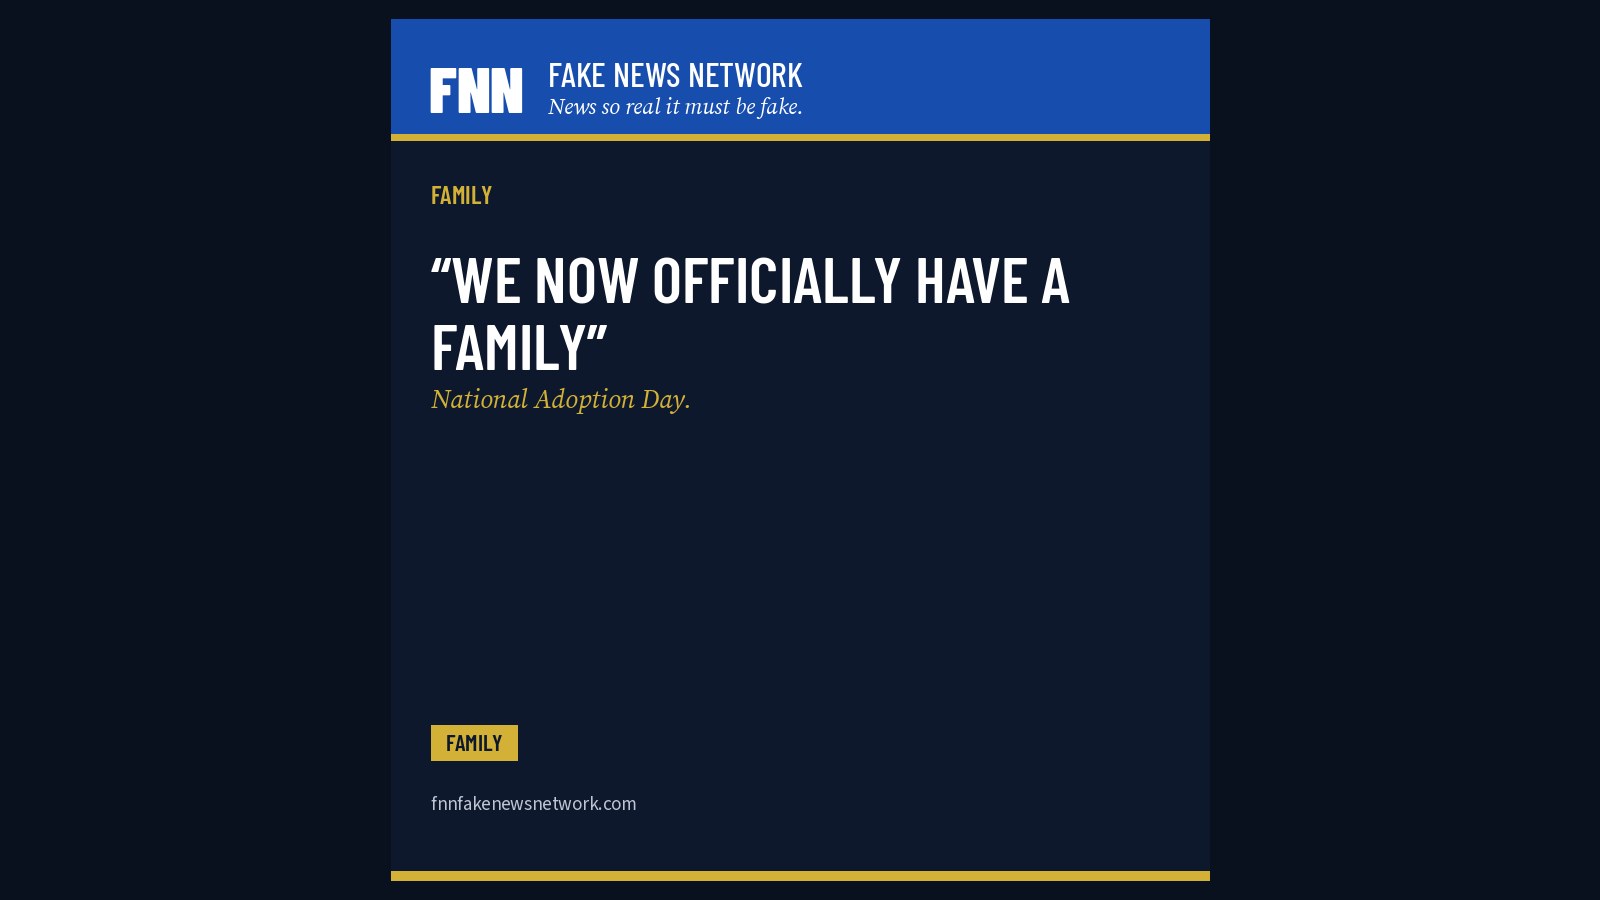 FNN
FAKE NEWS NETWORK
News so real it must be fake.
FAMILY
“WE NOW OFFICIALLY HAVE A
FAMILY”
National Adoption Day.
FAMILY
fnnfakenewsnetwork.com